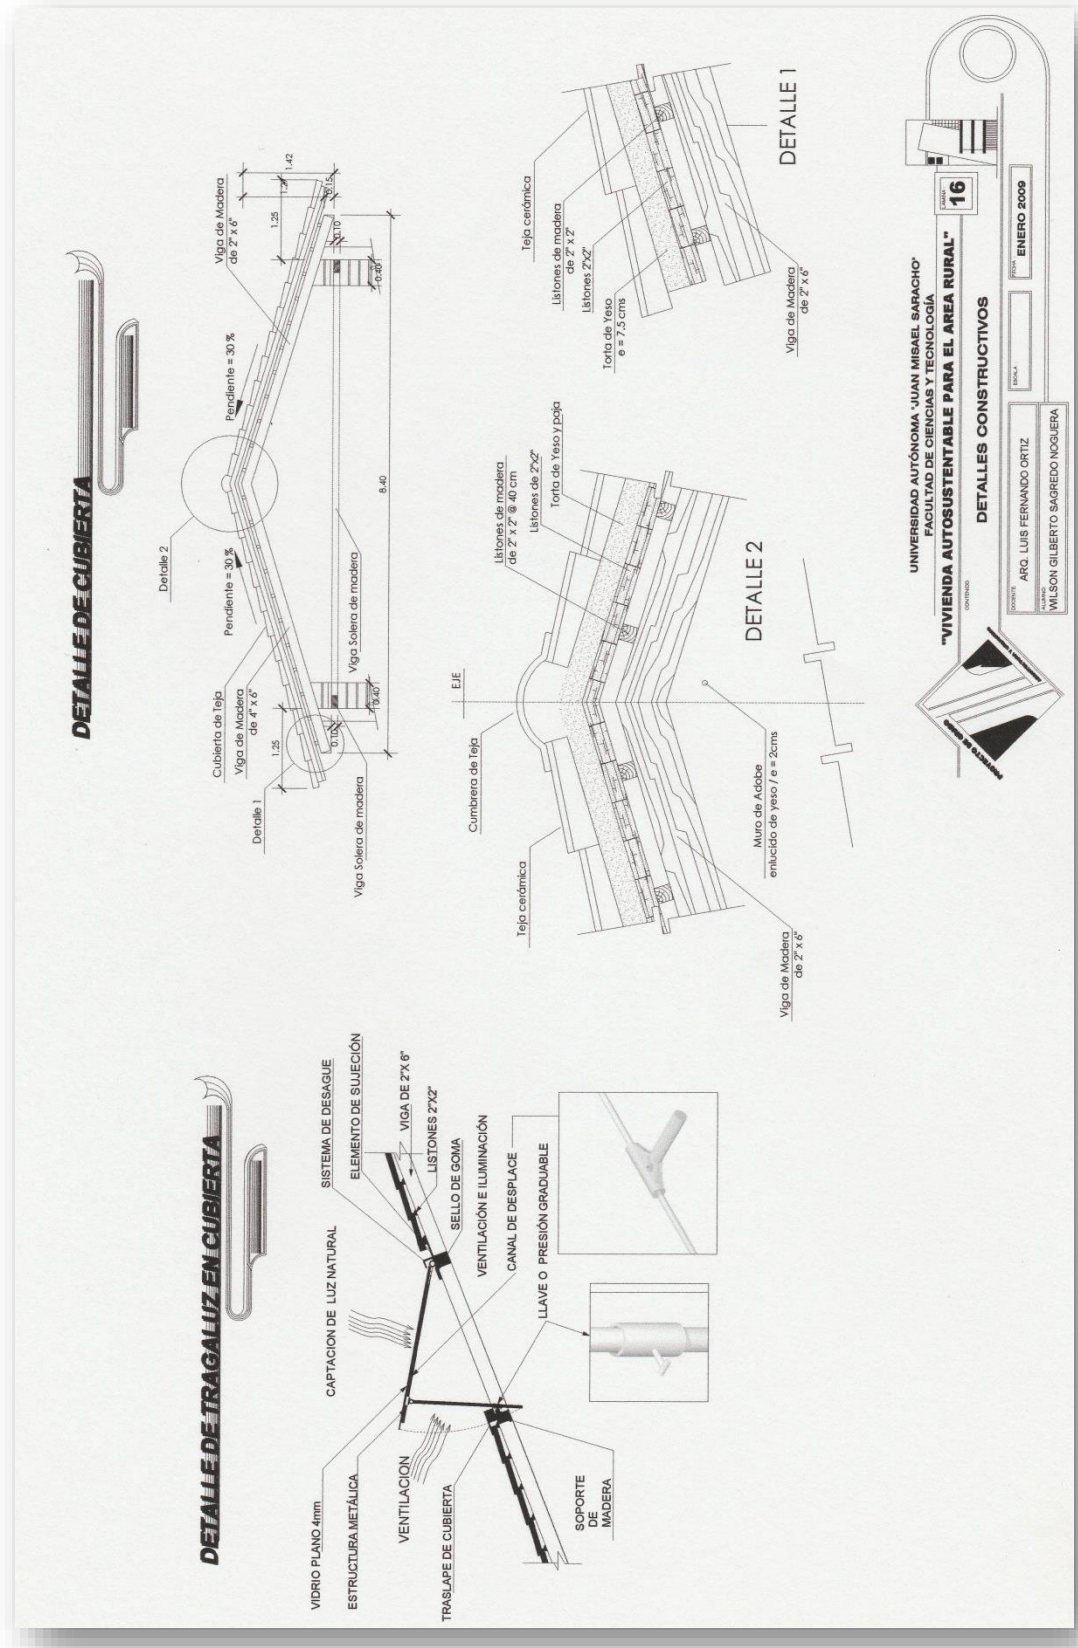 DETALLE DE TRAGALUZ EN CUBIERTA
VIDRIO PLANO 4mm
ESTRUCTURA METÁLICA
CAPTACION DE LUZ NATURAL
VENTILACION
TRASLAPE DE CUBIERTA
SOPORTE
DE
MADERA
SISTEMA DE DESAGUE
ELEMENTO DE SUJECIÓN
VIGA DE 2"X 6"
LISTONES 2"X2"
SELLO DE GOMA
VENTILACIÓN E ILUMINACIÓN
CANAL DE DESPLACE
LLAVE O PRESIÓN GRADUABLE
DETALLE DE CUBIERTA
Detalle 2
Pendiente = 30 %
Pendiente = 30 %
Viga de Madera
de 2" x 6"
Cubierta de Teja
Viga de Madera
de 4" x 6"
Detalle 1
1.25
1.25
1.42
0.15
0.10
0.10
0.40
0.40
8.40
Viga Solera de madera
Viga Solera de madera
EJE
Cumbrera de Teja
Teja cerámica
Listones de madera
de 2" x 2" @ 40 cm
Listones de 2"x2"
Torta de Yeso y paja
Viga de Madera
de 2" x 6"
Muro de Adobe
enlucido de yeso / e = 2cms
DETALLE 2
Teja cerámica
Listones de madera
de 2" x 2"
Listones 2"x2"
Torta de Yeso
e = 7.5 cms
Viga de Madera
de 2" x 6"
DETALLE 1
PROYECTO DE GRADO
UNIVERSIDAD AUTÓNOMA "JUAN MISAEL SARACHO"
FACULTAD DE CIENCIAS Y TECNOLOGÍA
"VIVIENDA AUTOSUSTENTABLE PARA EL AREA RURAL"
LAMINA
16
CONTENIDO
DETALLES CONSTRUCTIVOS
DOCENTE
ARQ. LUIS FERNANDO ORTIZ
ALUMNO
WILSON GILBERTO SAGREDO NOGUERA
ESCALA
FECHA
ENERO 2009